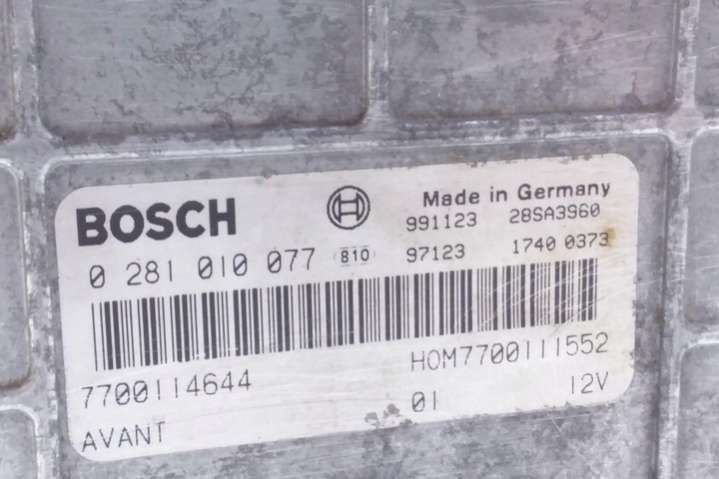 BOSCH
Made in Germany
991123 28SA3960
0 281 010 077 810 97123 1740 0373
7700114644 HOM7700111552
AVANT 01 12V